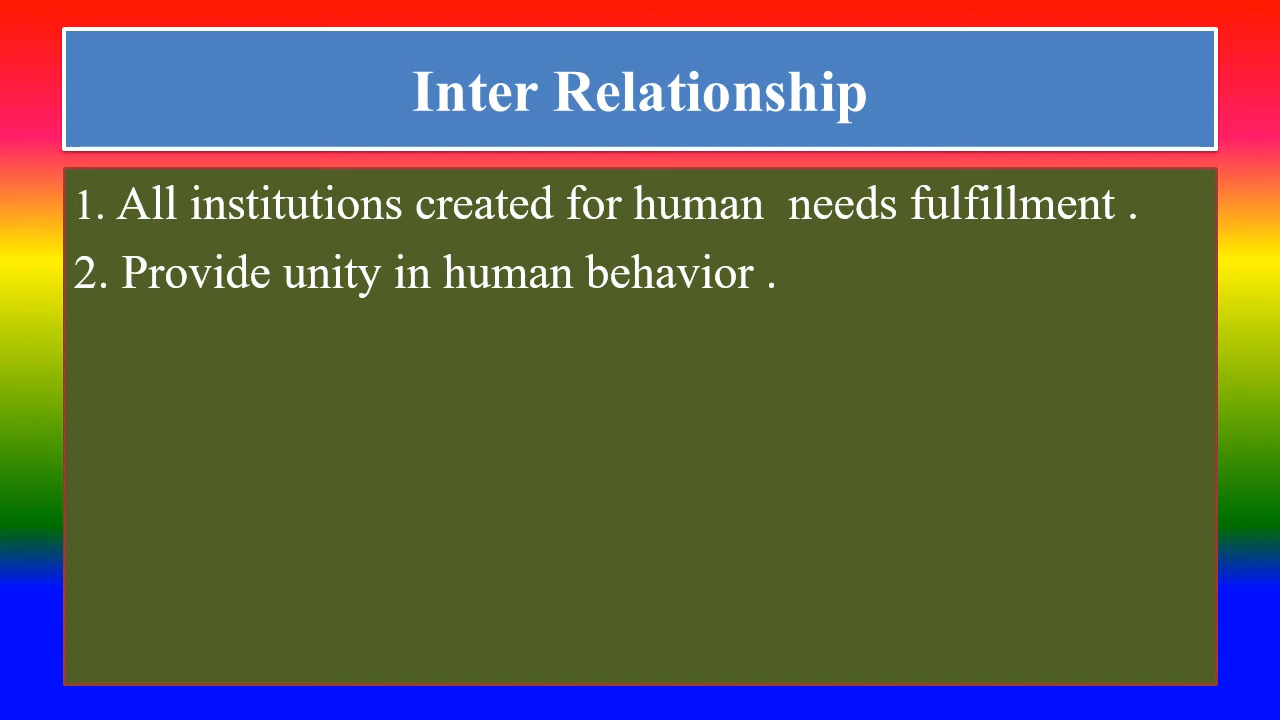 Inter Relationship
1. All institutions created for human  needs fulfillment .
2. Provide unity in human behavior .